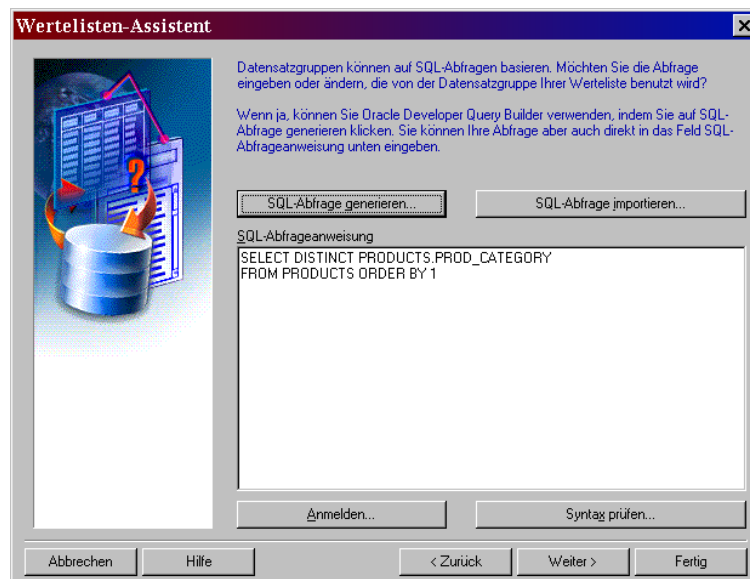 Wertelisten-Assistent
Datensatzgruppen können auf SQL-Abfragen basieren. Möchten Sie die Abfrage
eingeben oder ändern, die von der Datensatzgruppe Ihrer Werteliste benutzt wird?
Wenn ja, können Sie Oracle Developer Query Builder verwenden, indem Sie auf SQL-
Abfrage generieren klicken. Sie können Ihre Abfrage aber auch direkt in das Feld SQL-
Abfrageanweisung unten eingeben.
SQL-Abfrage generieren... SQL-Abfrage importieren...
SQL-Abfrageanweisung
SELECT DISTINCT PRODUCTS.PROD_CATEGORY
FROM PRODUCTS ORDER BY 1
Anmelden... Syntax prüfen...
Abbrechen Hilfe < Zurück Weiter > Fertig